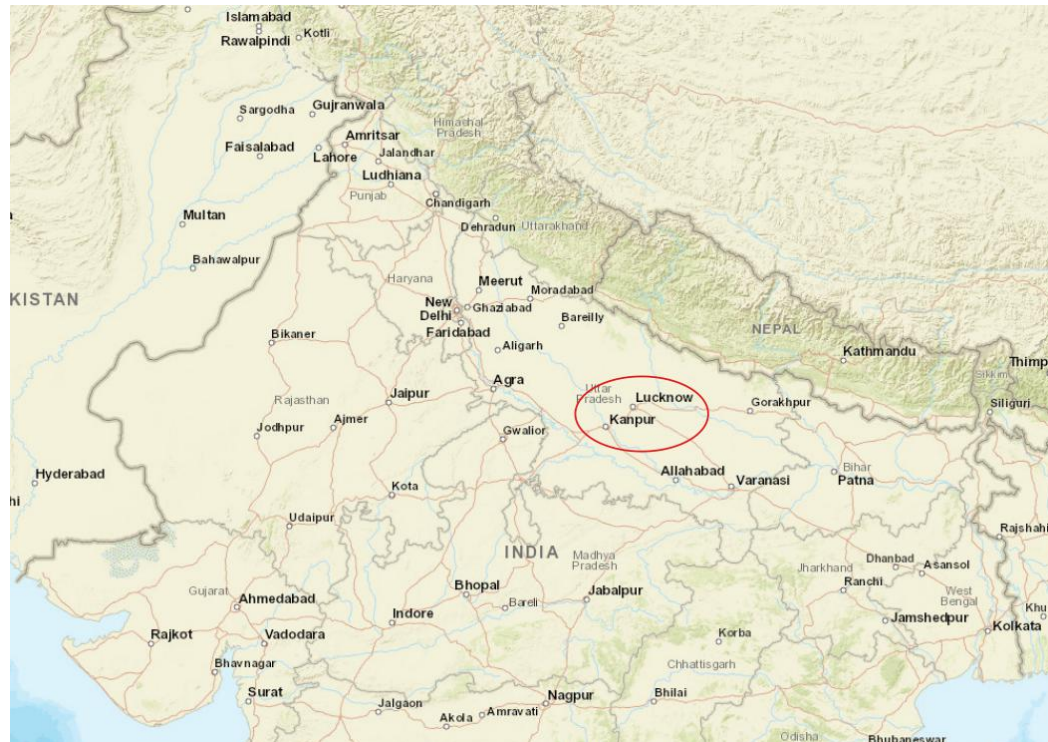 Islamabad
Rawalpindi
Kotli
Sargodha
Gujranwala
Himachal
Pradesh
Amritsar
Faisalabad
Lahore
Jalandhar
Ludhiana
Punjab
Chandigarh
Multan
Dehradun
Uttarakhand
Bahawalpur
Haryana
Meerut
Moradabad
KISTAN
New
Delhi
Ghaziabad
Faridabad
Bareilly
NEPAL
Bikaner
Aligarh
Kathmandu
Thimp
Sikkim
Agra
Uttar
Pradesh
Jaipur
Rajasthan
Lucknow
Gorakhpur
Siliguri
Ajmer
Kanpur
Jodhpur
Gwalior
Hyderabad
hi
Allahabad
Varanasi
Bihar
Patna
Kota
Udaipur
Rajshahi
INDIA
Madhya
Pradesh
Dhanbad
Asansol
Jharkhand
Ranchi
West
Bengal
Gujarat
Bhopal
Bareli
Jabalpur
Ahmedabad
Indore
Jamshedpur
Khu
Kolkata
Rajkot
Vadodara
Korba
Bhavnagar
Chhattisgarh
Surat
Jalgaon
Akola
Amravati
Nagpur
Bhilai
Odisha
Bhubaneswar